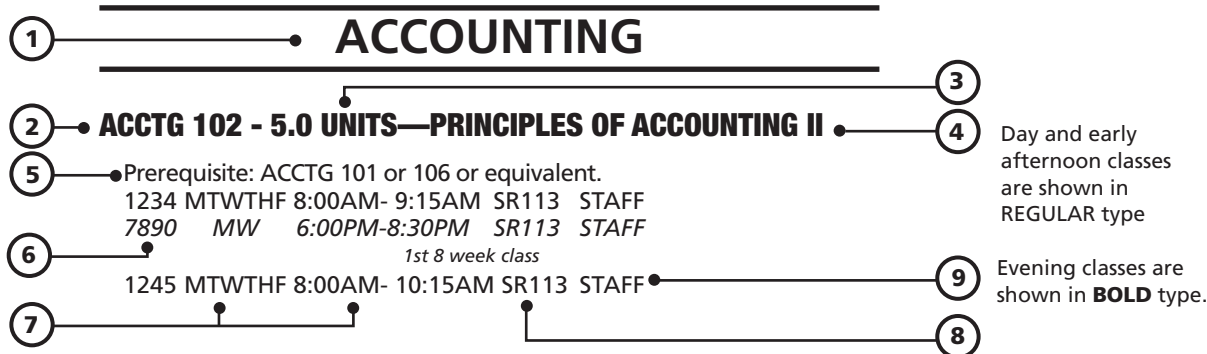 1
ACCOUNTING
3
2
ACCTG 102 - 5.0 UNITS—PRINCIPLES OF ACCOUNTING II
4
Day and early
afternoon classes
are shown in
REGULAR type
5
Prerequisite: ACCTG 101 or 106 or equivalent.
1234 MTWTHF 8:00AM- 9:15AM SR113 STAFF
7890 MW 6:00PM-8:30PM SR113 STAFF
6
1st 8 week class
1245 MTWTHF 8:00AM- 10:15AM SR113 STAFF
9
Evening classes are
shown in BOLD type.
7
8